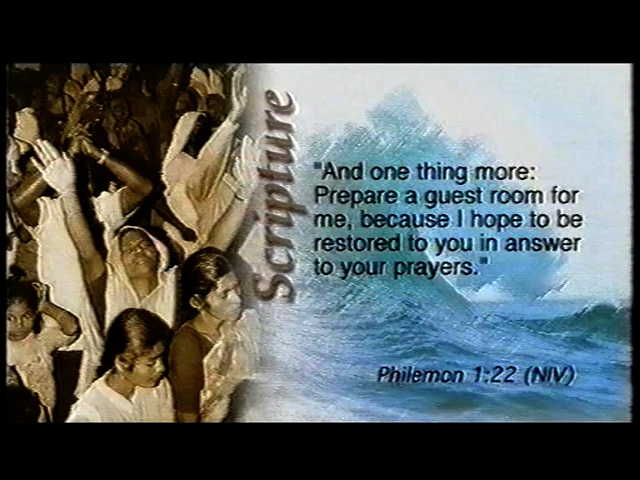 Scripture
"And one thing more:
Prepare a guest room for
me, because I hope to be
restored to you in answer
to your prayers."
Philemon 1:22 (NIV)